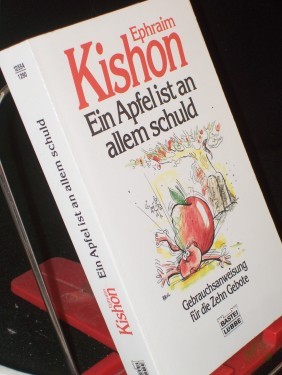 Ephraim
Kishon
Ein Apfel ist an
allem schuld
Gebrauchsanweisung
für die Zehn Gebote
BASTEI
LÜBBE
Kishon
Ein Apfel ist an allem schuld